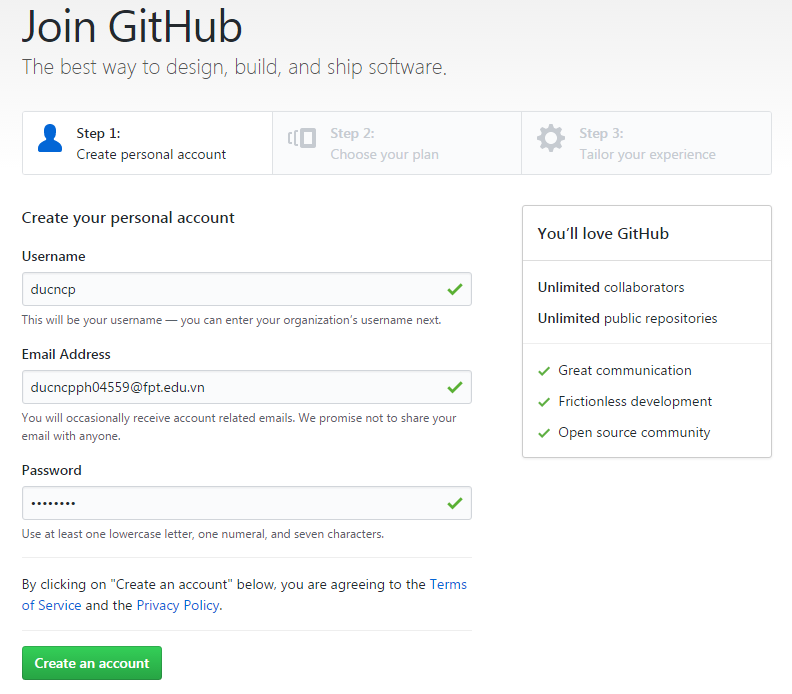 Join GitHub
The best way to design, build, and ship software.
Step 1:
Create personal account
Step 2:
Choose your plan
Step 3:
Tailor your experience
Create your personal account
Username
ducncp
This will be your username — you can enter your organization’s username next.
Email Address
ducncpph04559@fpt.edu.vn
You will occasionally receive account related emails. We promise not to share your
email with anyone.
Password
••••••••
Use at least one lowercase letter, one numeral, and seven characters.
By clicking on "Create an account" below, you are agreeing to the Terms
of Service and the Privacy Policy.
Create an account
You’ll love GitHub
Unlimited collaborators
Unlimited public repositories
Great communication
Frictionless development
Open source community